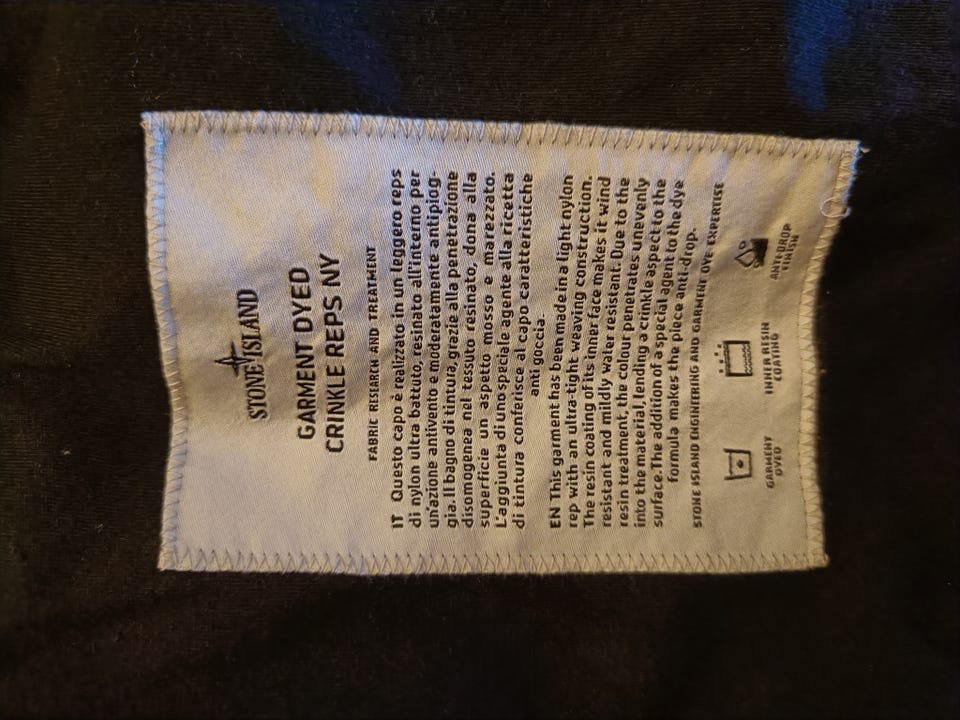 STONE ISLAND
GARMENT DYED
CRINKLE REPS NY
FABRIC RESEARCH AND TREATMENT
IT Questo capo è realizzato in un leggero reps
di nylon ultra battuto, resinato all'interno per
un'azione antivento e moderatamente antipiog-
gia. Il bagno di tintura, grazie alla penetrazione
disomogenea nel tessuto resinato, dona alla
superficie un aspetto mosso e marezzato.
L'aggiunta di uno speciale agente alla ricetta
di tintura conferisce al capo caratteristiche
anti goccia.
EN This garment has been made in a light nylon
rep with an ultra-tight weaving construction.
The resin coating of its inner face makes it wind
resistant and mildly water resistant. Due to the
resin treatment, the colour penetrates unevenly
into the material, lending a crinkle aspect to the
surface. The addition of a special agent to the dye
formula makes the piece anti-drop.
STONE ISLAND ENGINEERING AND GARMENT DYE EXPERTISE
GARMENT
DYED
INNER RESIN
COATING
ANTI-DROP
FINISH